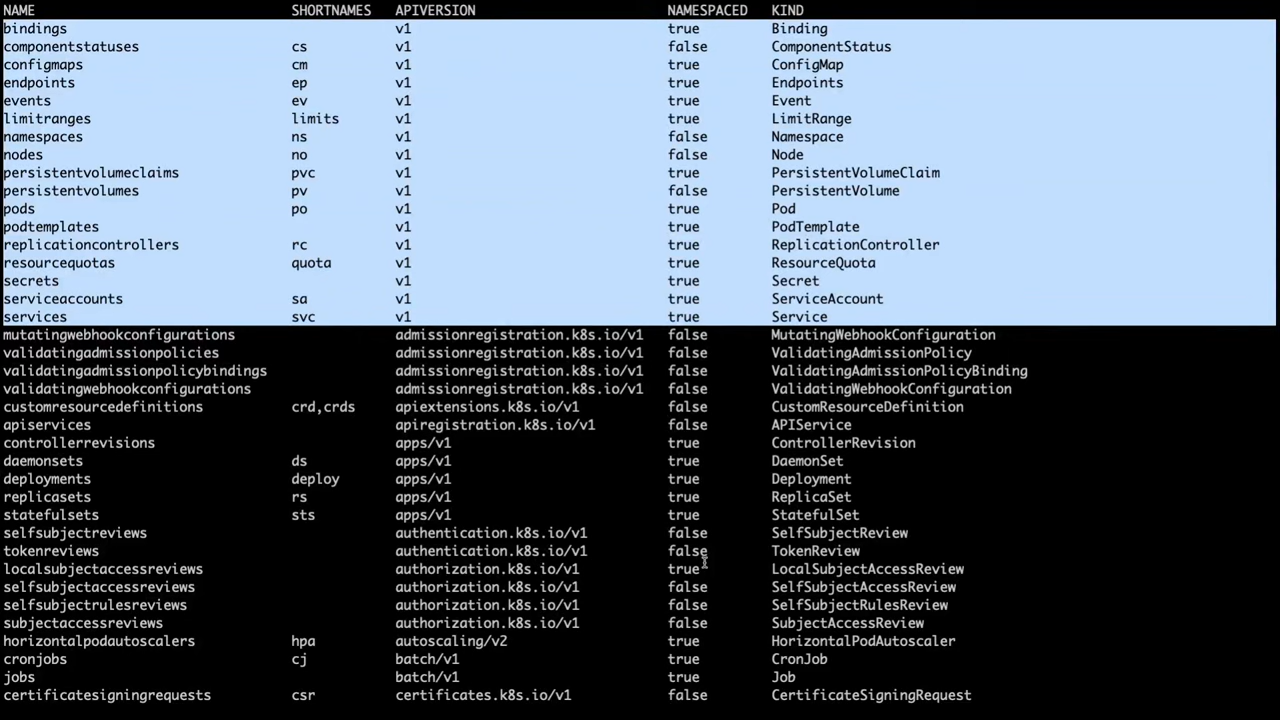 NAME SHORTNAMES APIVERSION NAMESPACED KIND
bindings v1 true Binding
componentstatuses cs v1 false ComponentStatus
configmaps cm v1 true ConfigMap
endpoints ep v1 true Endpoints
events ev v1 true Event
limitranges limits v1 true LimitRange
namespaces ns v1 false Namespace
nodes no v1 false Node
persistentvolumeclaims pvc v1 true PersistentVolumeClaim
persistentvolumes pv v1 false PersistentVolume
pods po v1 true Pod
podtemplates v1 true PodTemplate
replicationcontrollers rc v1 true ReplicationController
resourcequotas quota v1 true ResourceQuota
secrets v1 true Secret
serviceaccounts sa v1 true ServiceAccount
services svc v1 true Service
mutatingwebhookconfigurations admissionregistration.k8s.io/v1 false MutatingWebhookConfiguration
validatingadmissionpolicies admissionregistration.k8s.io/v1 false ValidatingAdmissionPolicy
validatingadmissionpolicybindings admissionregistration.k8s.io/v1 false ValidatingAdmissionPolicyBinding
validatingwebhookconfigurations admissionregistration.k8s.io/v1 false ValidatingWebhookConfiguration
customresourcedefinitions crd,crds apiextensions.k8s.io/v1 false CustomResourceDefinition
apiservices apiregistration.k8s.io/v1 false APIService
controllerrevisions apps/v1 true ControllerRevision
daemonsets ds apps/v1 true DaemonSet
deployments deploy apps/v1 true Deployment
replicasets rs apps/v1 true ReplicaSet
statefulsets sts apps/v1 true StatefulSet
selfsubjectreviews authentication.k8s.io/v1 false SelfSubjectReview
tokenreviews authentication.k8s.io/v1 false TokenReview
localsubjectaccessreviews authorization.k8s.io/v1 true LocalSubjectAccessReview
selfsubjectaccessreviews authorization.k8s.io/v1 false SelfSubjectAccessReview
selfsubjectrulesreviews authorization.k8s.io/v1 false SelfSubjectRulesReview
subjectaccessreviews authorization.k8s.io/v1 false SubjectAccessReview
horizontalpodautoscalers hpa autoscaling/v2 true HorizontalPodAutoscaler
cronjobs cj batch/v1 true CronJob
jobs batch/v1 true Job
certificatesigningrequests csr certificates.k8s.io/v1 false CertificateSigningRequest